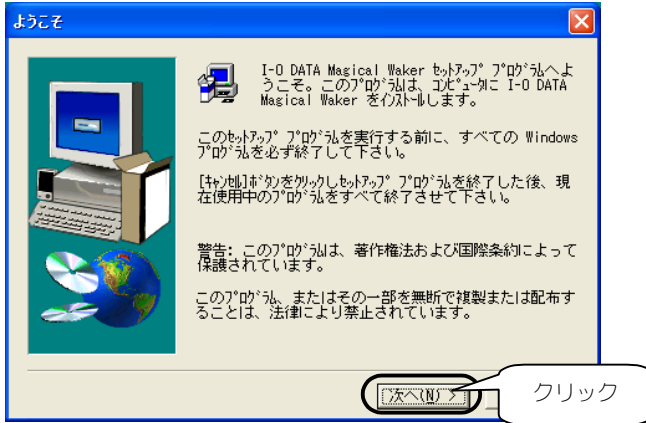 ようこそ
I-O DATA Magical Waker ｾｯﾄｱｯﾌﾟ ﾌﾟﾛｸﾞﾗﾑへよ
うこそ。このﾌﾟﾛｸﾞﾗﾑは、ｺﾝﾋﾟｭｰﾀに I-O DATA
Magical Waker をｲﾝｽﾄｰﾙします。
このｾｯﾄｱｯﾌﾟ ﾌﾟﾛｸﾞﾗﾑを実行する前に、すべての Windows
ﾌﾟﾛｸﾞﾗﾑを必ず終了して下さい。
[ｷｬﾝｾﾙ]ﾎﾞﾀﾝをｸﾘｯｸしｾｯﾄｱｯﾌﾟ ﾌﾟﾛｸﾞﾗﾑを終了した後、現
在使用中のﾌﾟﾛｸﾞﾗﾑをすべて終了させて下さい。
警告: このﾌﾟﾛｸﾞﾗﾑは、著作権法および国際条約によって
保護されています。
このﾌﾟﾛｸﾞﾗﾑ、またはその一部を無断で複製または配布す
ることは、法律により禁止されています。
次へ(N) >
クリック